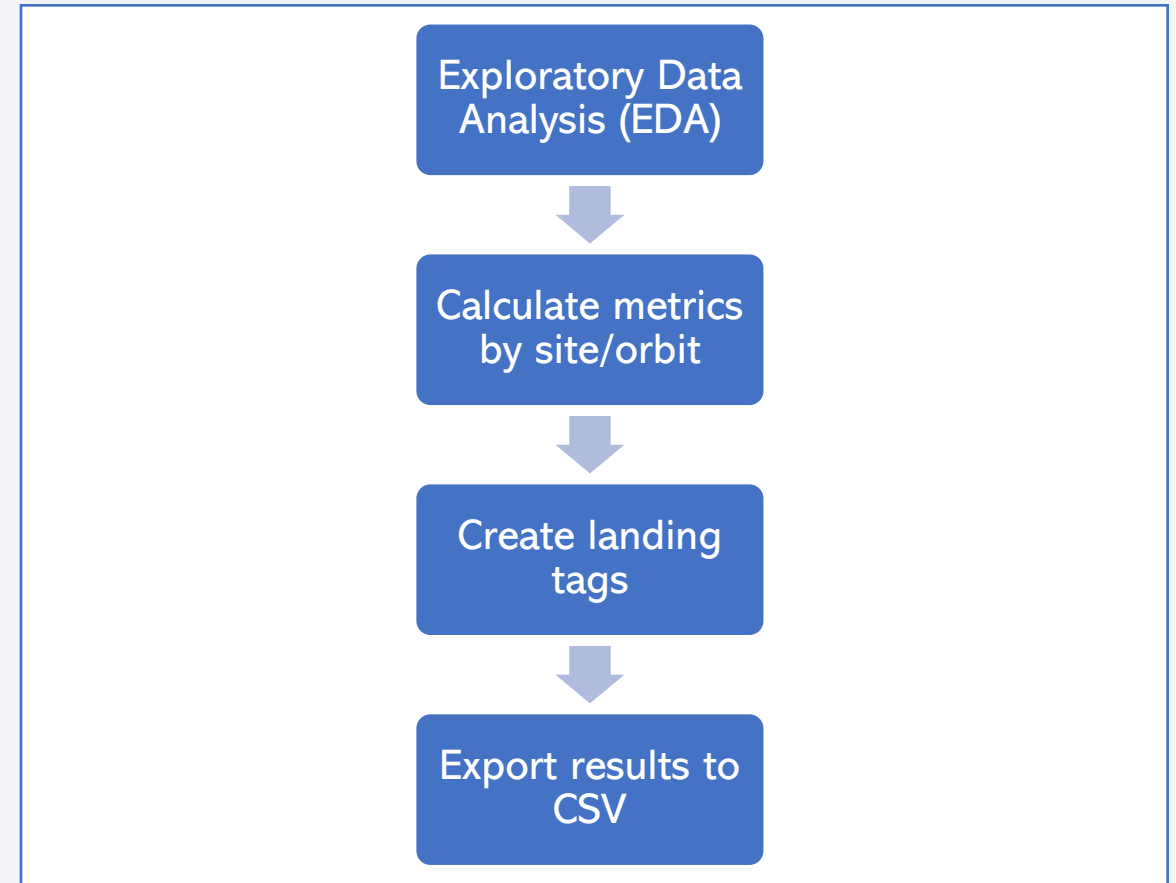 Exploratory Data
Analysis (EDA)
Calculate metrics
by site/orbit
Create landing
tags
Export results to
CSV